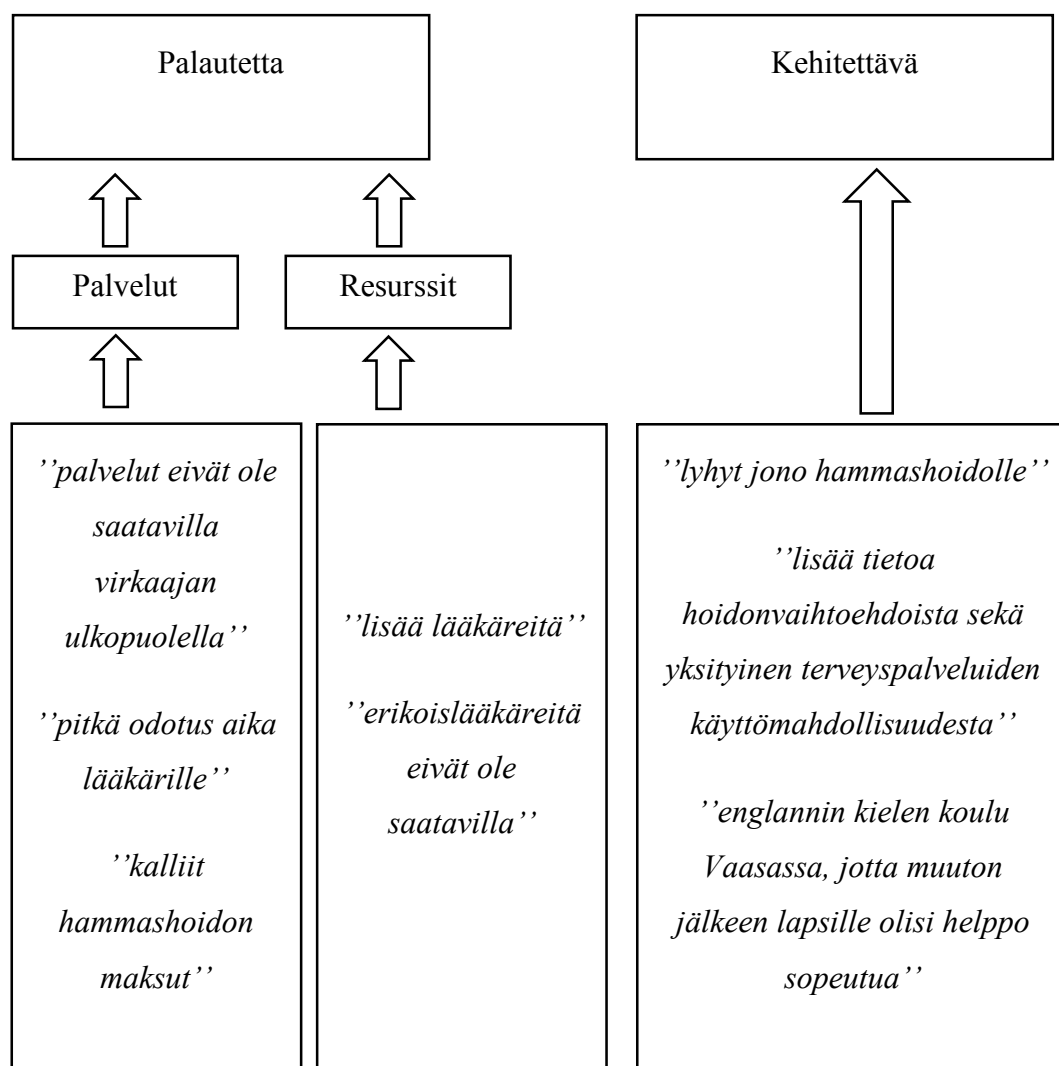 Palautetta
Kehitettävä
Palvelut
Resurssit
’’palvelut eivät ole
saatavilla
virkaajan
ulkopuolella’’
’’pitkä odotus aika
lääkärille’’
’’kalliit
hammashoidon
maksut’’
’’lisää lääkäreitä’’
’’erikoislääkäreitä
eivät ole
saatavilla’’
’’lyhyt jono hammashoidolle’’
’’lisää tietoa
hoidonvaihtoehdoista sekä
yksityinen terveyspalveluiden
käyttömahdollisuudesta’’
’’englannin kielen koulu
Vaasassa, jotta muuton
jälkeen lapsille olisi helppo
sopeutua’’